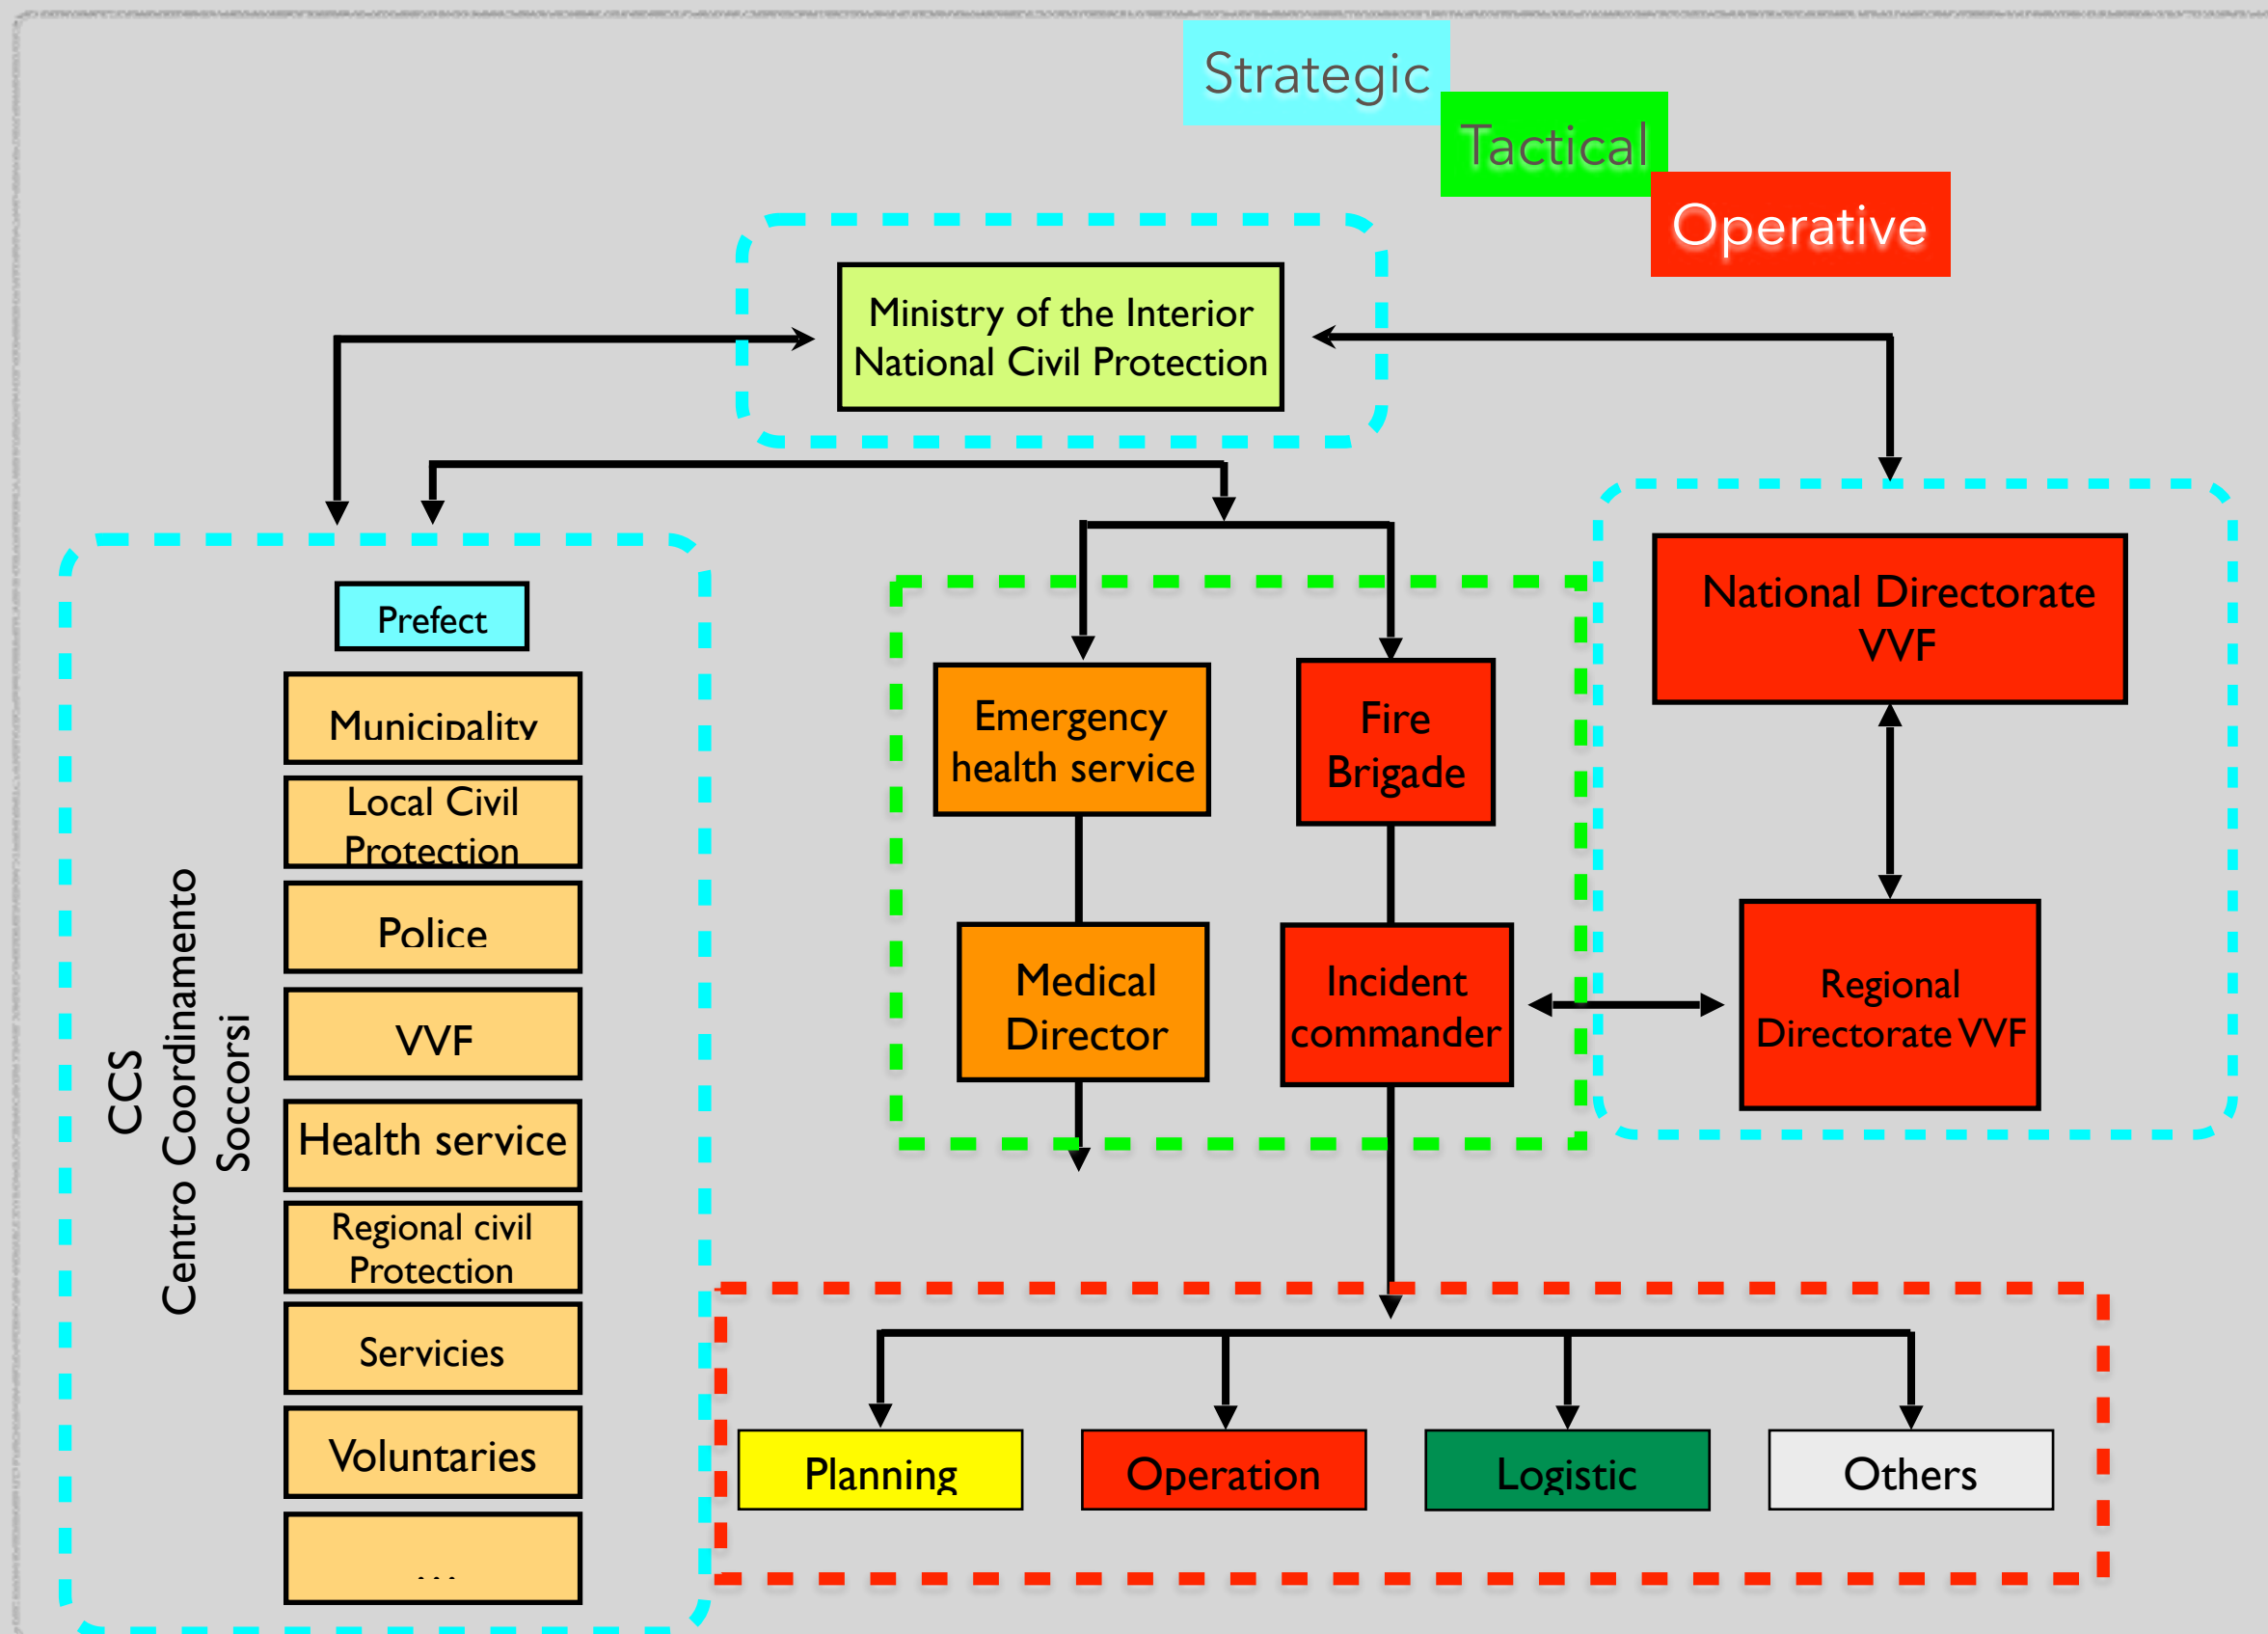 Strategic
Tactical
Operative
Ministry of the Interior
National Civil Protection
CCS
Centro Coordinamento
Soccorsi
Prefect
Municipality
Local Civil
Protection
Police
VVF
Health service
Regional civil
Protection
Servicies
Voluntaries
...
Emergency
health service
Fire
Brigade
Medical
Director
Incident
commander
National Directorate
VVF
Regional
Directorate VVF
Planning
Operation
Logistic
Others